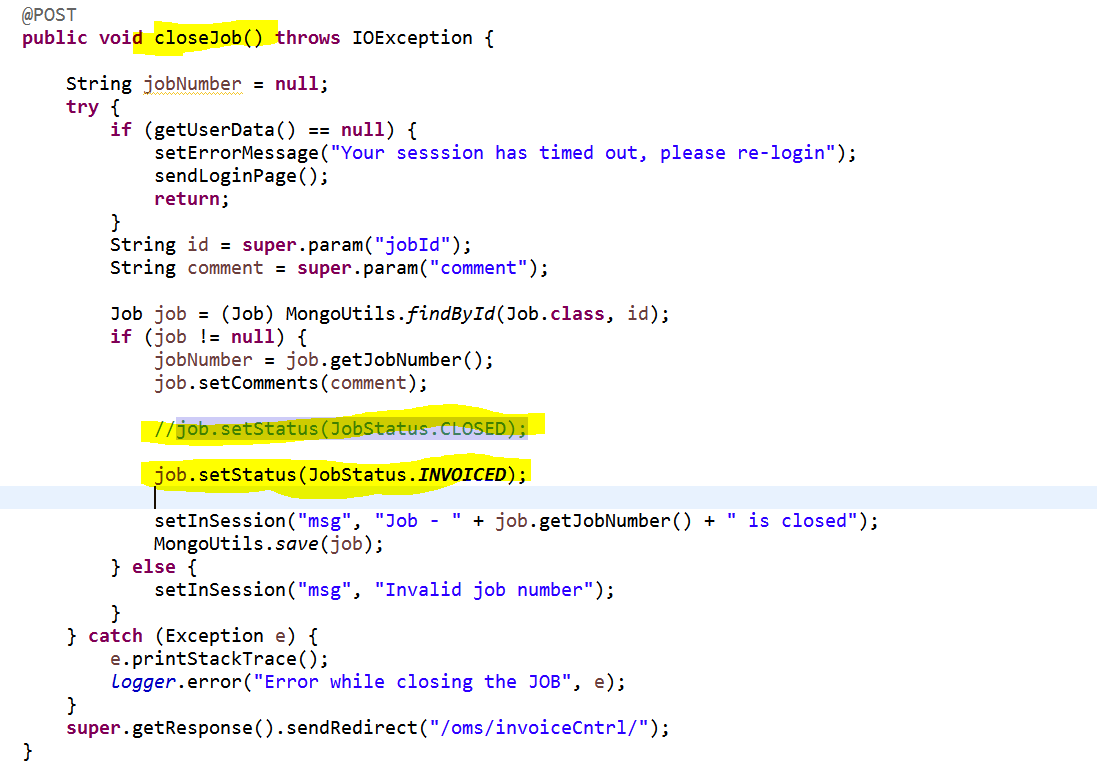 @POST
public void closeJob() throws IOException {
String jobNumber = null;
try {
if (getUserData() == null) {
setErrorMessage("Your sesssion has timed out, please re-login");
sendLoginPage();
return;
}
String id = super.param("jobId");
String comment = super.param("comment");
Job job = (Job) MongoUtils.findById(Job.class, id);
if (job != null) {
jobNumber = job.getJobNumber();
job.setComments(comment);
//job.setStatus(JobStatus.CLOSED);
job.setStatus(JobStatus.INVOICED);
setInSession("msg", "Job - " + job.getJobNumber() + " is closed");
MongoUtils.save(job);
} else {
setInSession("msg", "Invalid job number");
}
} catch (Exception e) {
e.printStackTrace();
logger.error("Error while closing the JOB", e);
}
super.getResponse().sendRedirect("/oms/invoiceCntrl/");
}